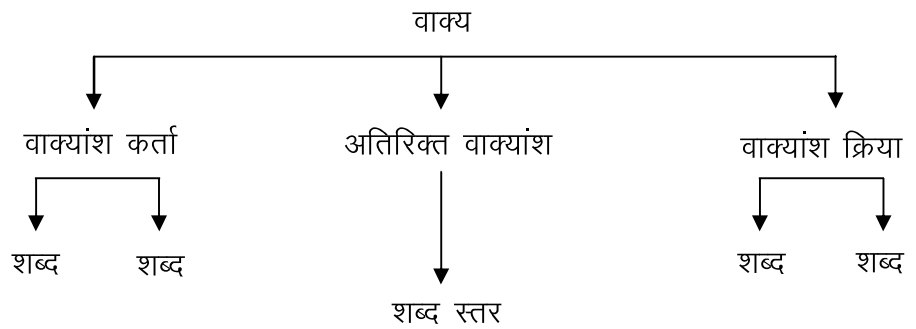 वाक्य
वाक्यांश कर्ता
अतिरिक्त वाक्यांश
वाक्यांश क्रिया
शब्द
शब्द
शब्द
शब्द
शब्द स्तर